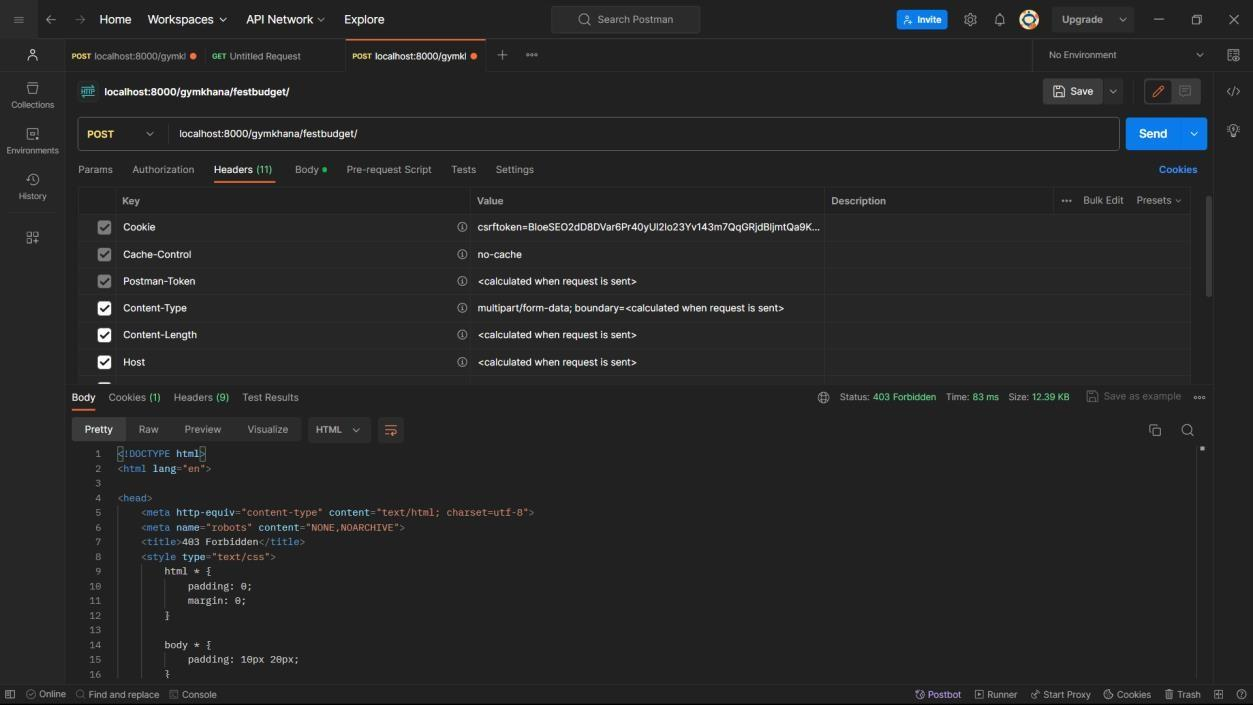 Home Workspaces API Network Explore Search Postman Invite Upgrade
POST localhost:8000/gymkl GET Untitled Request POST localhost:8000/gymkl No Environment
HTTP localhost:8000/gymkhana/festbudget/ Save
Collections
POST localhost:8000/gymkhana/festbudget/ Send
Environments
Params Authorization Headers (11) Body Pre-request Script Tests Settings Cookies
History
Key Value Description Bulk Edit Presets
Cookie csrftoken=BloeSEO2dD8DVar6Pr40yUl2lo23Yv143m7QqGRjdBljmtQa9K...
Cache-Control no-cache
Postman-Token <calculated when request is sent>
Content-Type multipart/form-data; boundary=<calculated when request is sent>
Content-Length <calculated when request is sent>
Host <calculated when request is sent>
Body Cookies (1) Headers (9) Test Results Status: 403 Forbidden Time: 83 ms Size: 12.39 KB Save as example
Pretty Raw Preview Visualize HTML
1 <!DOCTYPE html>
2 <html lang="en">
3
4 <head>
5 <meta http-equiv="content-type" content="text/html; charset=utf-8">
6 <meta name="robots" content="NONE,NOARCHIVE">
7 <title>403 Forbidden</title>
8 <style type="text/css">
9 html * {
10 padding: 0;
11 margin: 0;
12 }
13
14 body * {
15 padding: 10px 20px;
16 }
Online Find and replace Console Postbot Runner Start Proxy Cookies Trash